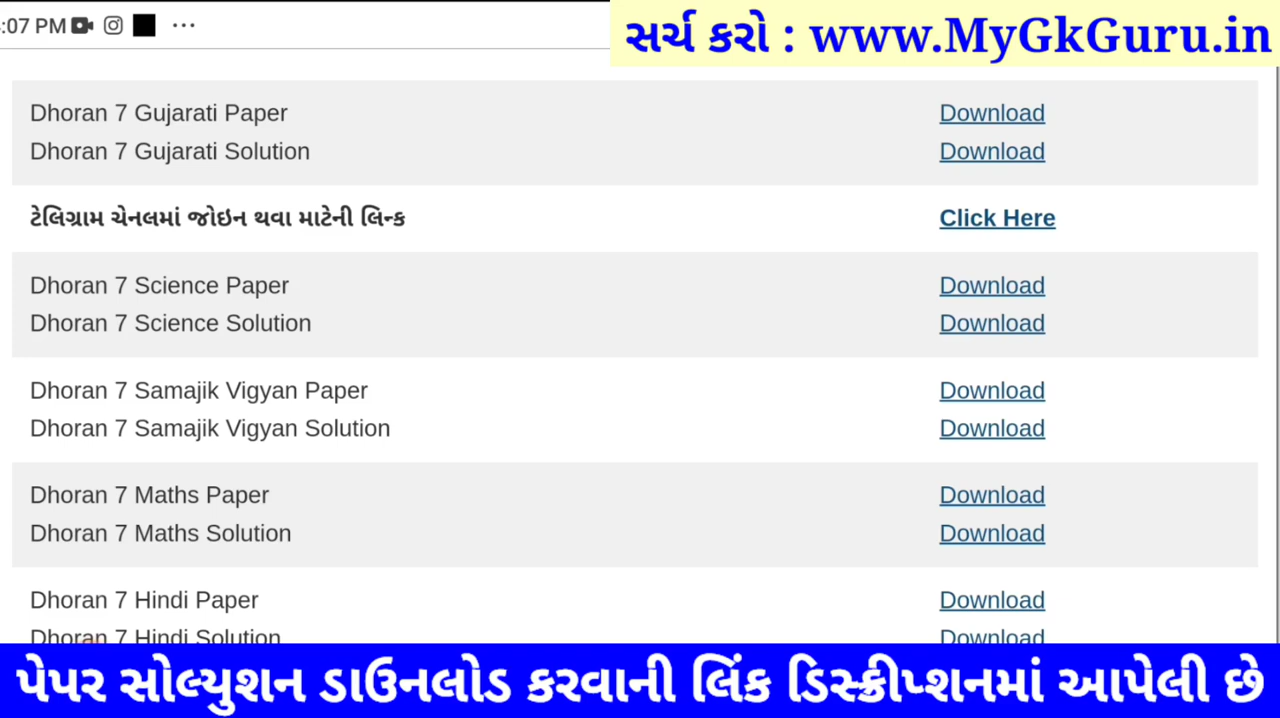 :07 PM
સર્ચ કરો : www.MyGkGuru.in
Dhoran 7 Gujarati Paper Download
Dhoran 7 Gujarati Solution Download
ટેલિગ્રામ ચેનલમાં જોઇન થવા માટેની લિન્ક Click Here
Dhoran 7 Science Paper Download
Dhoran 7 Science Solution Download
Dhoran 7 Samajik Vigyan Paper Download
Dhoran 7 Samajik Vigyan Solution Download
Dhoran 7 Maths Paper Download
Dhoran 7 Maths Solution Download
Dhoran 7 Hindi Paper Download
Dhoran 7 Hindi Solution Download
પેપર સોલ્યુશન ડાઉનલોડ કરવાની લિંક ડિસ્ક્રીપ્શનમાં આપેલી છે